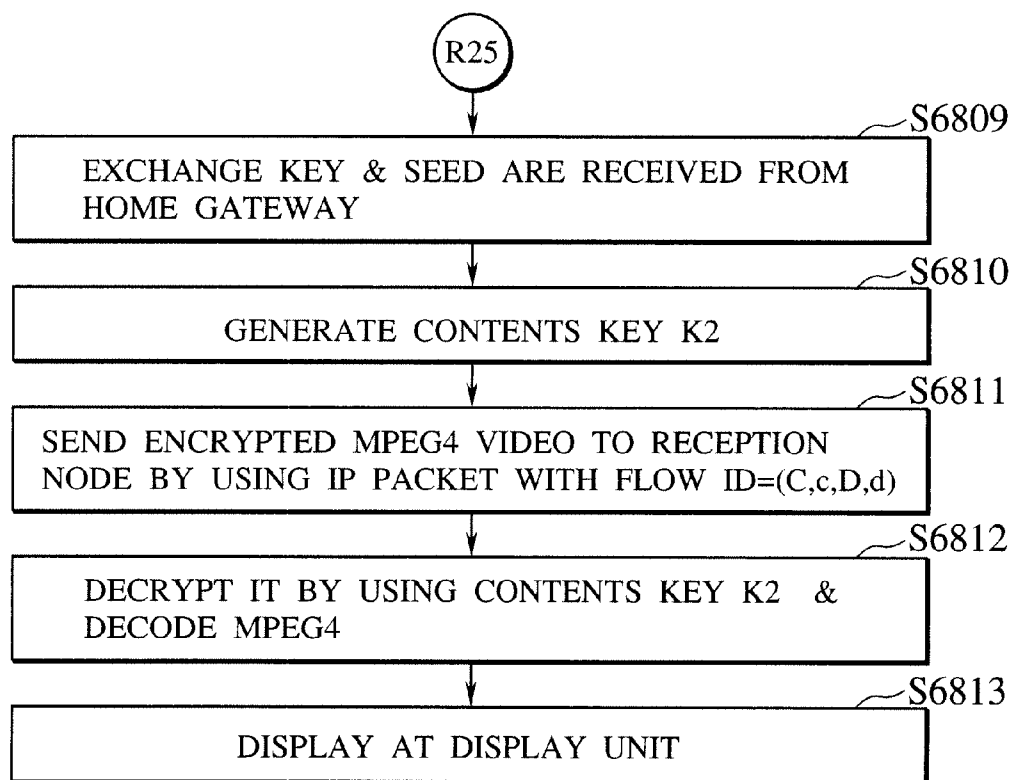 R25
S6809
EXCHANGE KEY & SEED ARE RECEIVED FROM
HOME GATEWAY
S6810
GENERATE CONTENTS KEY K2
S6811
SEND ENCRYPTED MPEG4 VIDEO TO RECEPTION
NODE BY USING IP PACKET WITH FLOW ID=(C,c,D,d)
S6812
DECRYPT IT BY USING CONTENTS KEY K2 &
DECODE MPEG4
S6813
DISPLAY AT DISPLAY UNIT